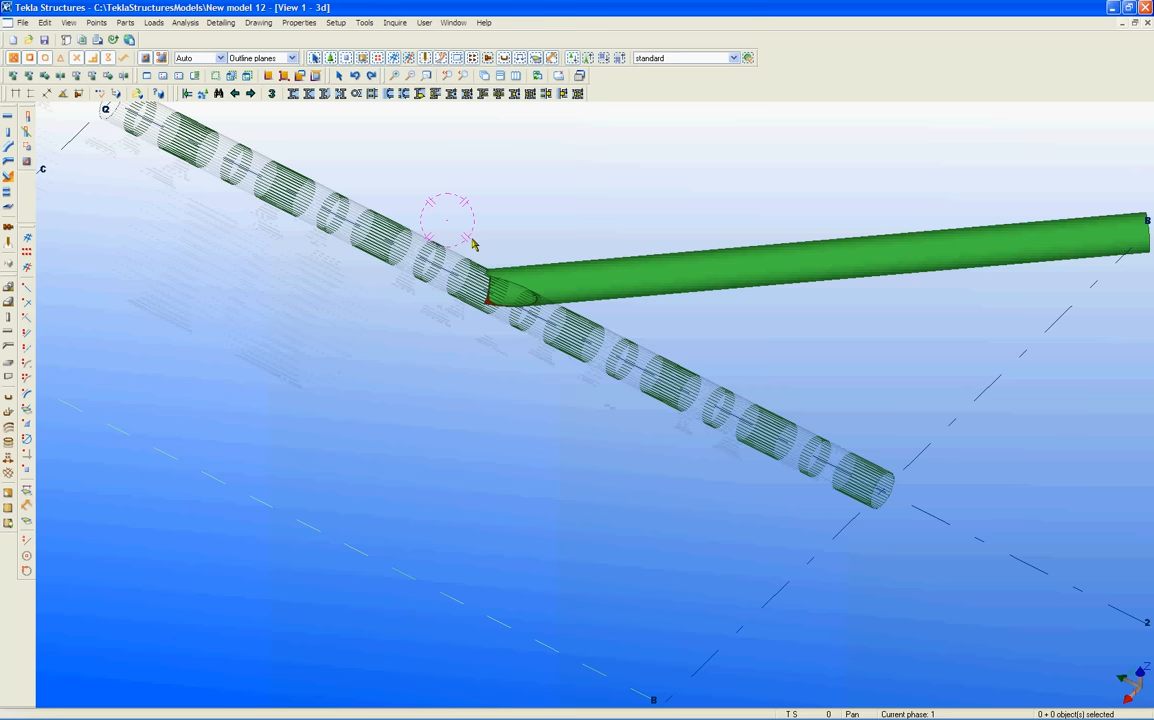 Tekla Structures - C:\TeklaStructuresModels\New model 12 - [View 1 - 3d]
File Edit View Points Parts Loads Analysis Detailing Drawing Properties Setup Tools Inquire User Window Help
Auto Outline planes standard
3
2
C
B
2
B
Z
T S 0 Pan Current phase: 1 0 + 0 object(s) selected